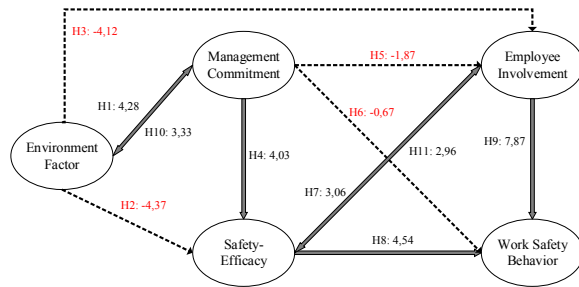 H3: -4,12
Management
Commitment
H5: -1,87
Employee
Involvement
H6: -0,67
H1: 4,28
H10: 3,33
H4: 4,03
H11: 2,96
H9: 7,87
Environment
Factor
H7: 3,06
H2: -4,37
Safety-
Efficacy
H8: 4,54
Work Safety
Behavior